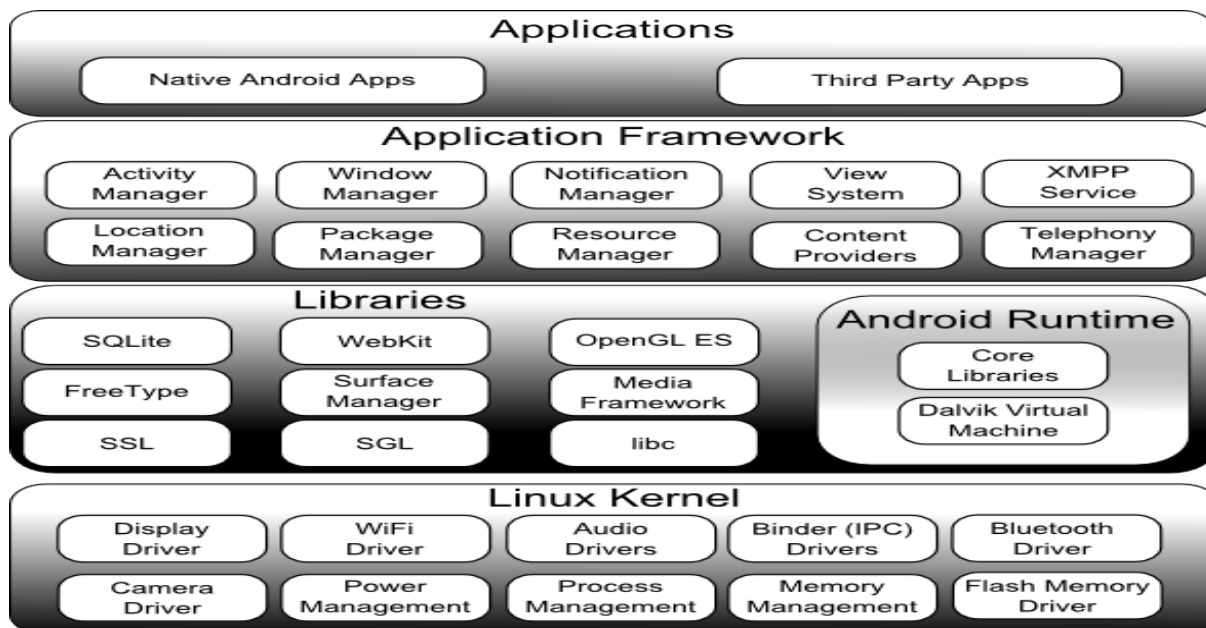 Applications
Native Android Apps
Third Party Apps
Application Framework
Activity
Manager
Window
Manager
Notification
Manager
View
System
XMPP
Service
Location
Manager
Package
Manager
Resource
Manager
Content
Providers
Telephony
Manager
Libraries
SQLite
WebKit
OpenGL ES
FreeType
Surface
Manager
Media
Framework
SSL
SGL
libc
Android Runtime
Core
Libraries
Dalvik Virtual
Machine
Linux Kernel
Display
Driver
WiFi
Driver
Audio
Drivers
Binder (IPC)
Drivers
Bluetooth
Driver
Camera
Driver
Power
Management
Process
Management
Memory
Management
Flash Memory
Driver